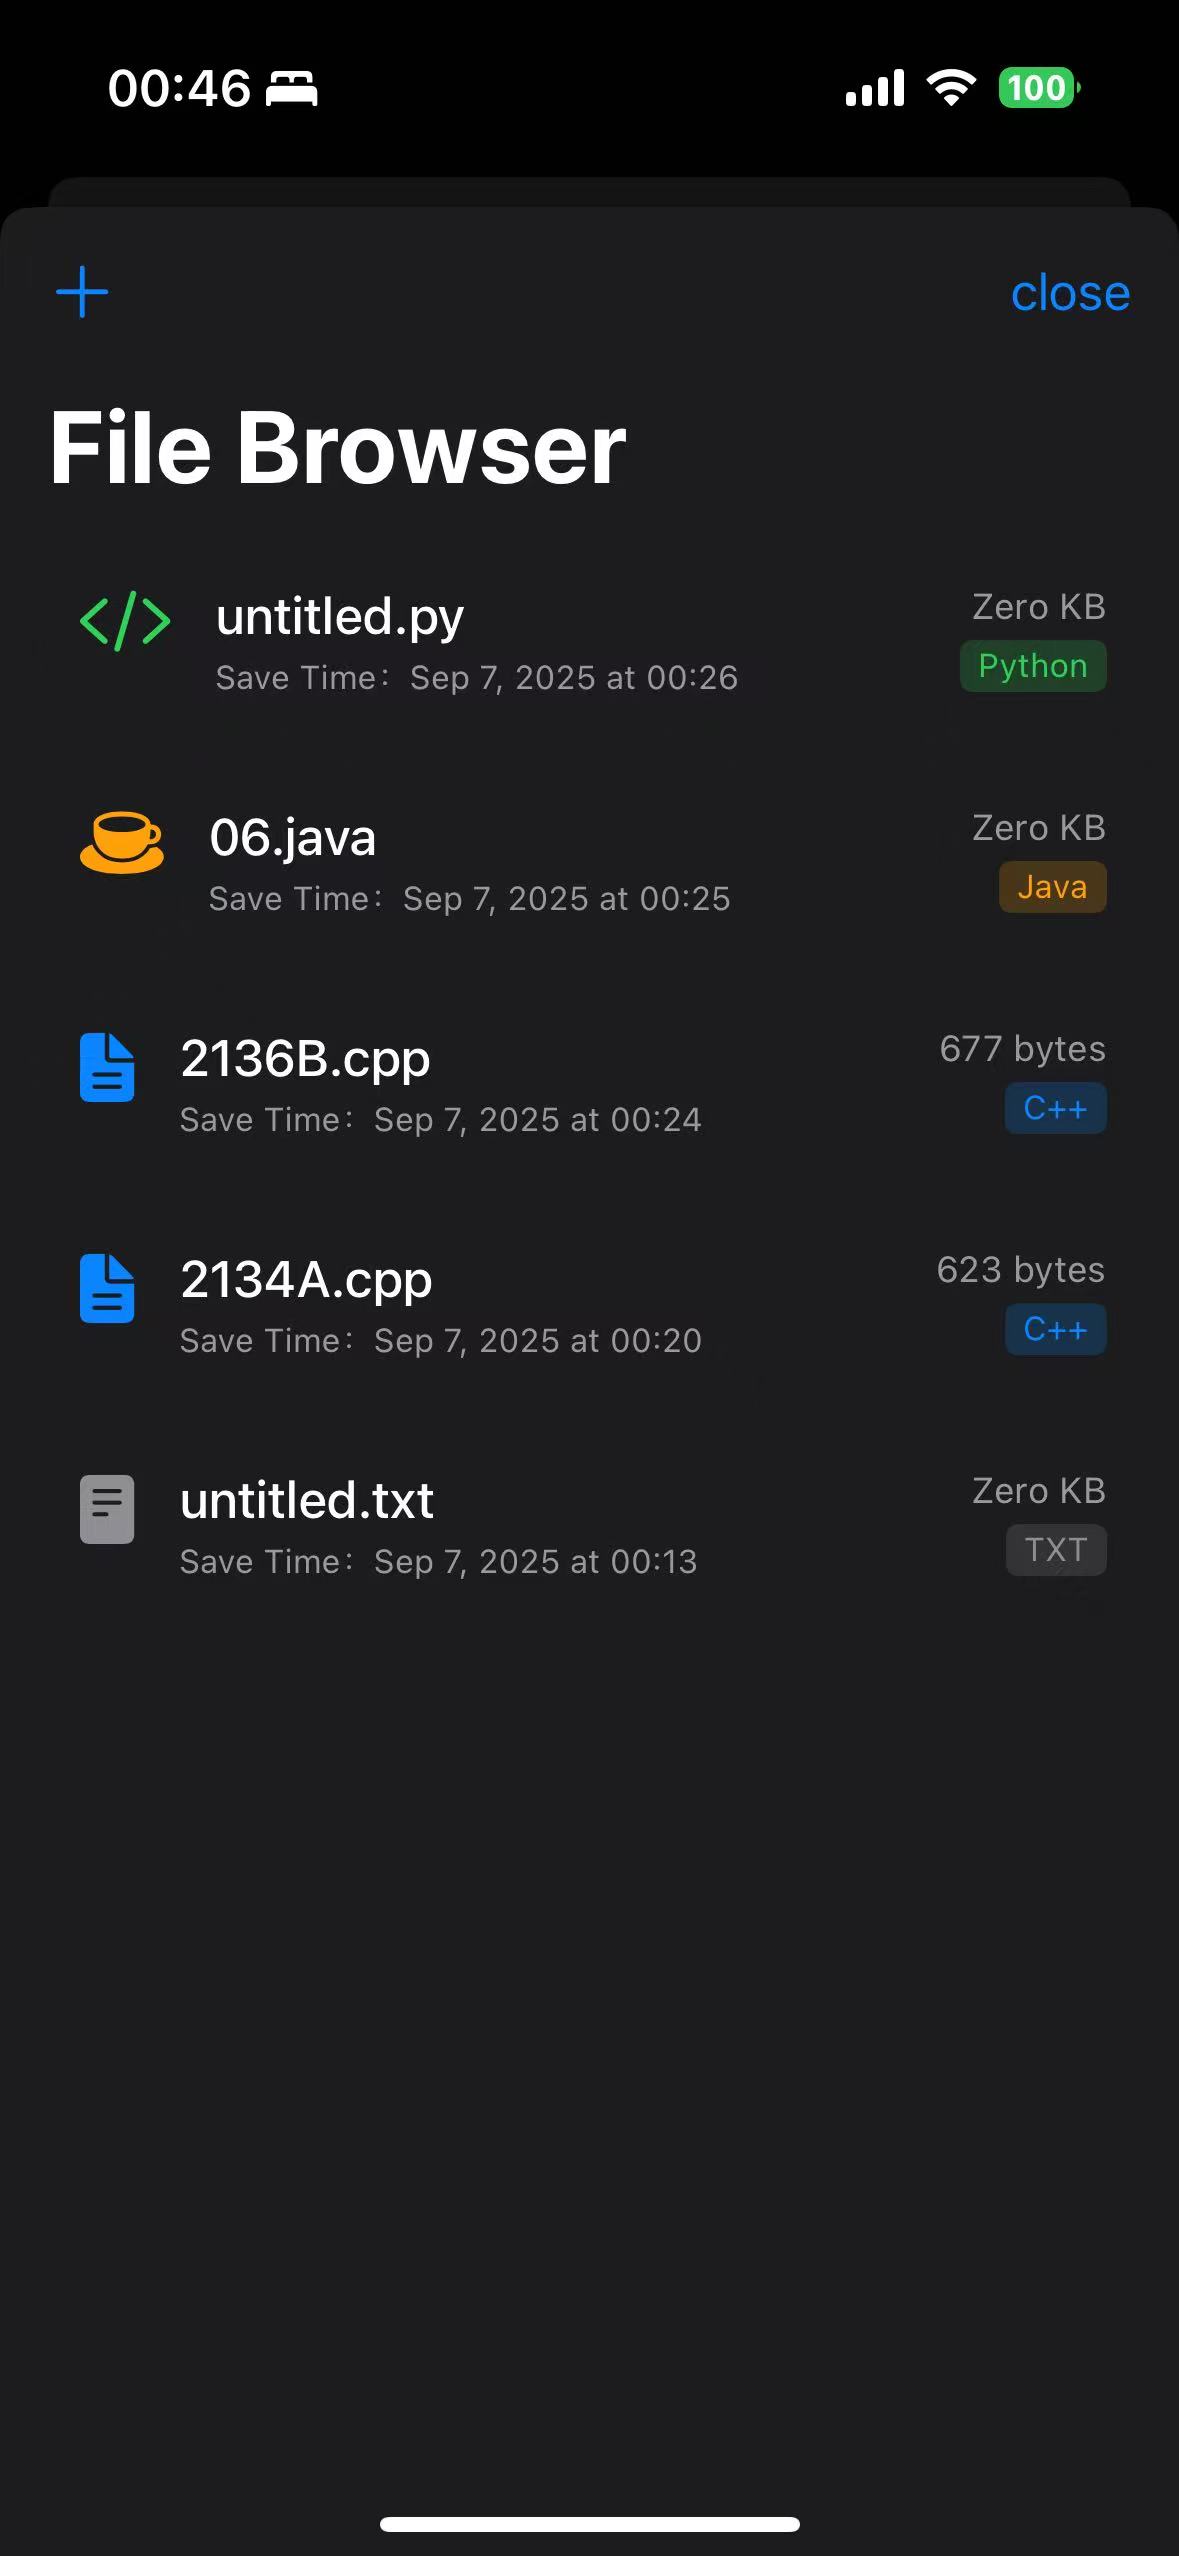 00:46
100
close
File Browser
untitled.py
Zero KB
Save Time： Sep 7, 2025 at 00:26
Python
06.java
Zero KB
Save Time： Sep 7, 2025 at 00:25
Java
2136B.cpp
677 bytes
Save Time： Sep 7, 2025 at 00:24
C++
2134A.cpp
623 bytes
Save Time： Sep 7, 2025 at 00:20
C++
untitled.txt
Zero KB
Save Time： Sep 7, 2025 at 00:13
TXT